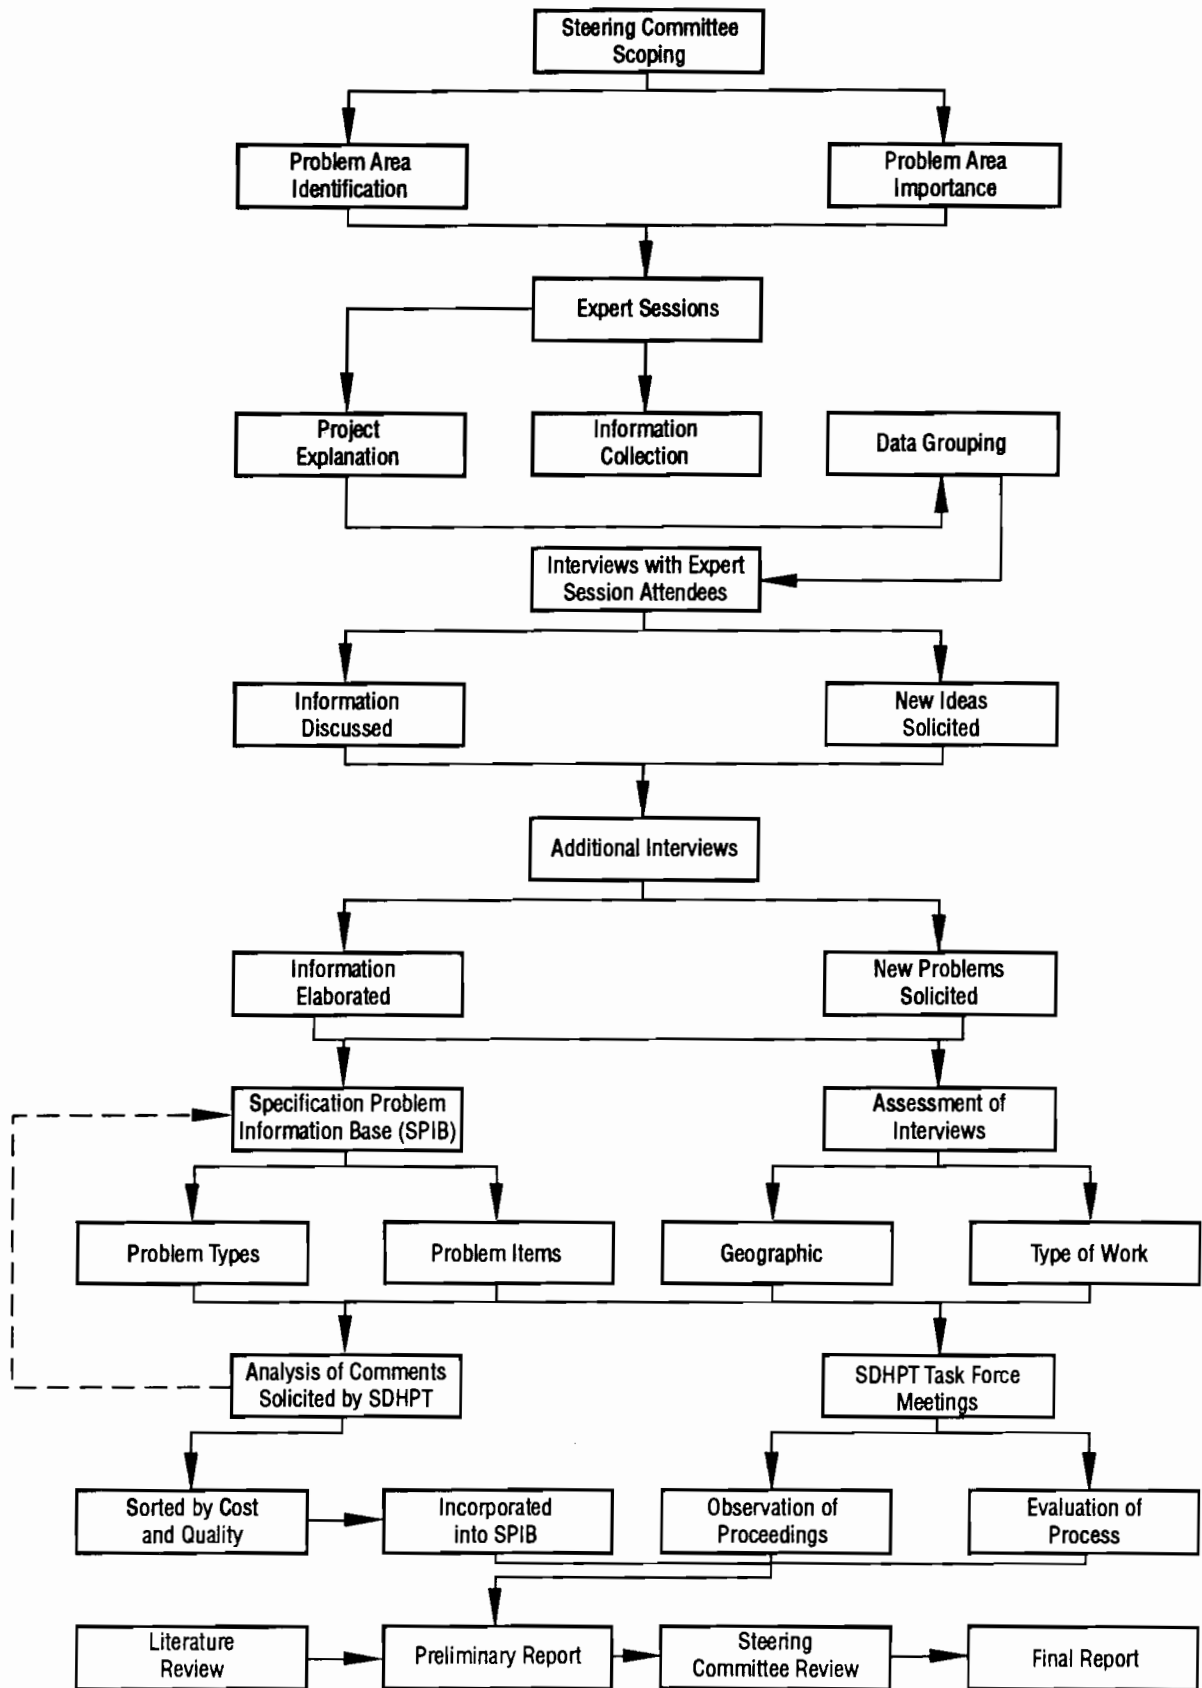 Steering Committee
Scoping
Problem Area
Identification
Problem Area
Importance
Expert Sessions
Project
Explanation
Information
Collection
Data Grouping
Interviews with Expert
Session Attendees
Information
Discussed
New Ideas
Solicited
Additional Interviews
Information
Elaborated
New Problems
Solicited
Specification Problem
Information Base (SPIB)
Assessment of
Interviews
Problem Types
Problem Items
Geographic
Type of Work
Analysis of Comments
Solicited by SDHPT
SDHPT Task Force
Meetings
Sorted by Cost
and Quality
Incorporated
into SPIB
Observation of
Proceedings
Evaluation of
Process
Literature
Review
Preliminary Report
Steering
Committee Review
Final Report